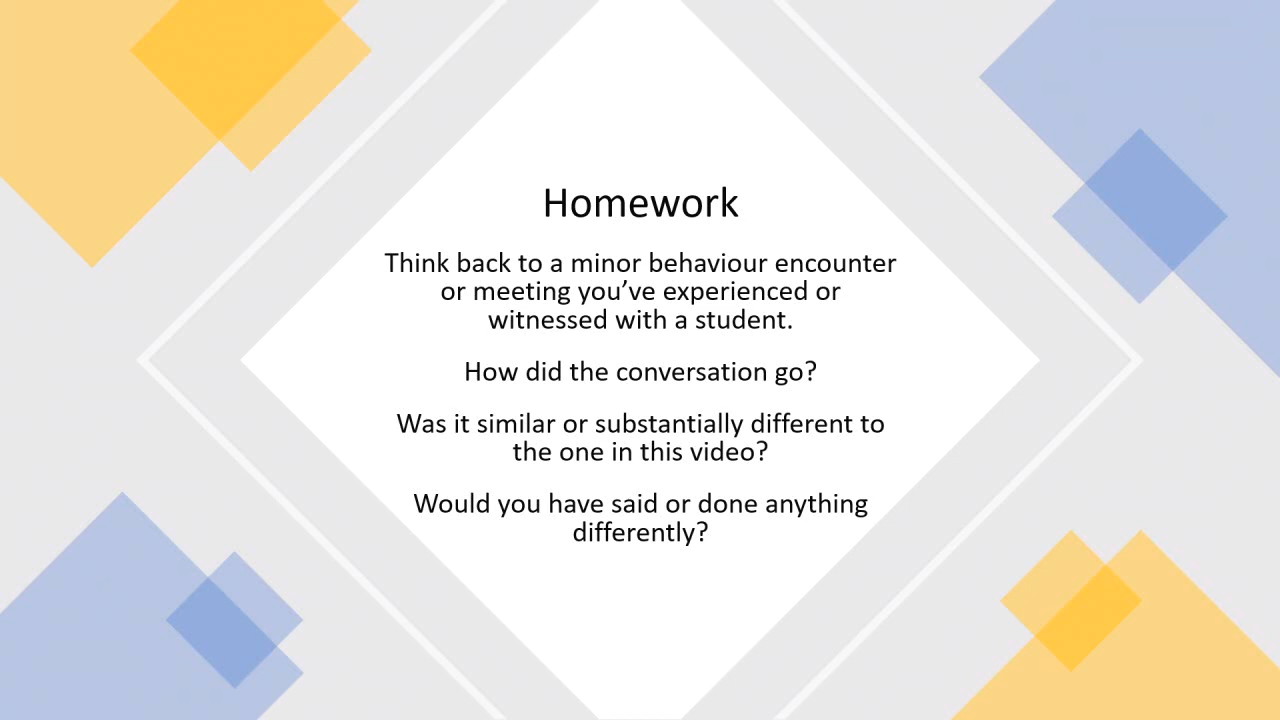 Homework
Think back to a minor behaviour encounter
or meeting you’ve experienced or
witnessed with a student.
How did the conversation go?
Was it similar or substantially different to
the one in this video?
Would you have said or done anything
differently?